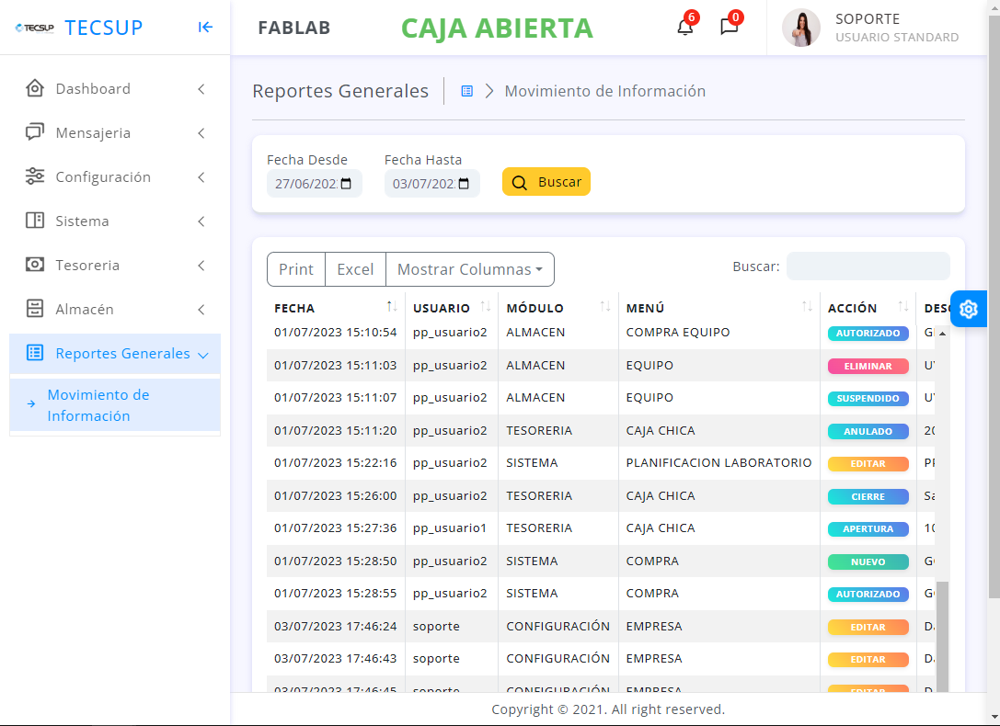 TECSUP TECSUP
FABLAB
CAJA ABIERTA
6
0
SOPORTE
USUARIO STANDARD
Dashboard
Mensajeria
Configuración
Sistema
Tesoreria
Almacén
Reportes Generales
Movimiento de
Información
Reportes Generales
Movimiento de Información
Fecha Desde
Fecha Hasta
27/06/202
03/07/202
Buscar
Print Excel Mostrar Columnas
Buscar:
FECHA USUARIO MÓDULO MENÚ ACCIÓN DESC
01/07/2023 15:10:54 pp_usuario2 ALMACEN COMPRA EQUIPO AUTORIZADO G
01/07/2023 15:11:03 pp_usuario2 ALMACEN EQUIPO ELIMINAR U
01/07/2023 15:11:07 pp_usuario2 ALMACEN EQUIPO SUSPENDIDO U
01/07/2023 15:11:20 pp_usuario2 TESORERIA CAJA CHICA ANULADO 20
01/07/2023 15:22:16 pp_usuario2 SISTEMA PLANIFICACION LABORATORIO EDITAR PR
01/07/2023 15:26:00 pp_usuario2 TESORERIA CAJA CHICA CIERRE Sa
01/07/2023 15:27:36 pp_usuario1 TESORERIA CAJA CHICA APERTURA 10
01/07/2023 15:28:50 pp_usuario2 SISTEMA COMPRA NUEVO G
01/07/2023 15:28:55 pp_usuario2 SISTEMA COMPRA AUTORIZADO G
03/07/2023 17:46:24 soporte CONFIGURACIÓN EMPRESA EDITAR D
03/07/2023 17:46:43 soporte CONFIGURACIÓN EMPRESA EDITAR D
03/07/2023 17:46:45 soporte CONFIGURACIÓN EMPRESA EDITAR D
Copyright © 2021. All right reserved.